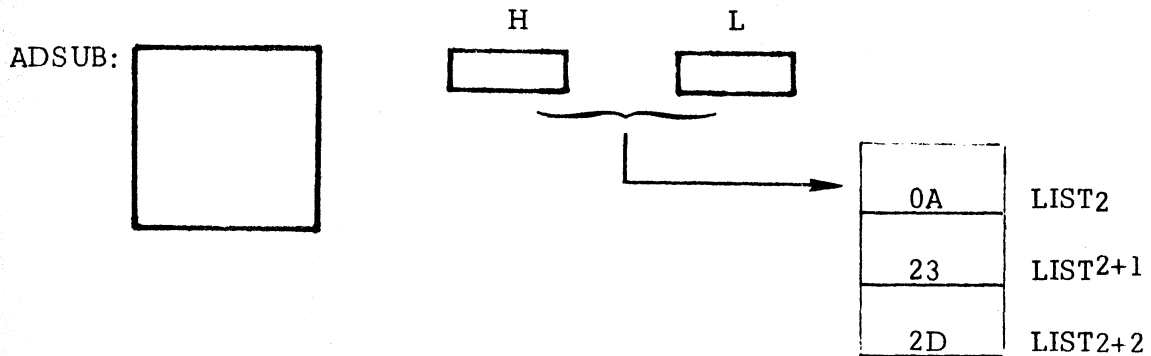 H L
ADSUB:
0A LIST2
23 LIST2+1
2D LIST2+2